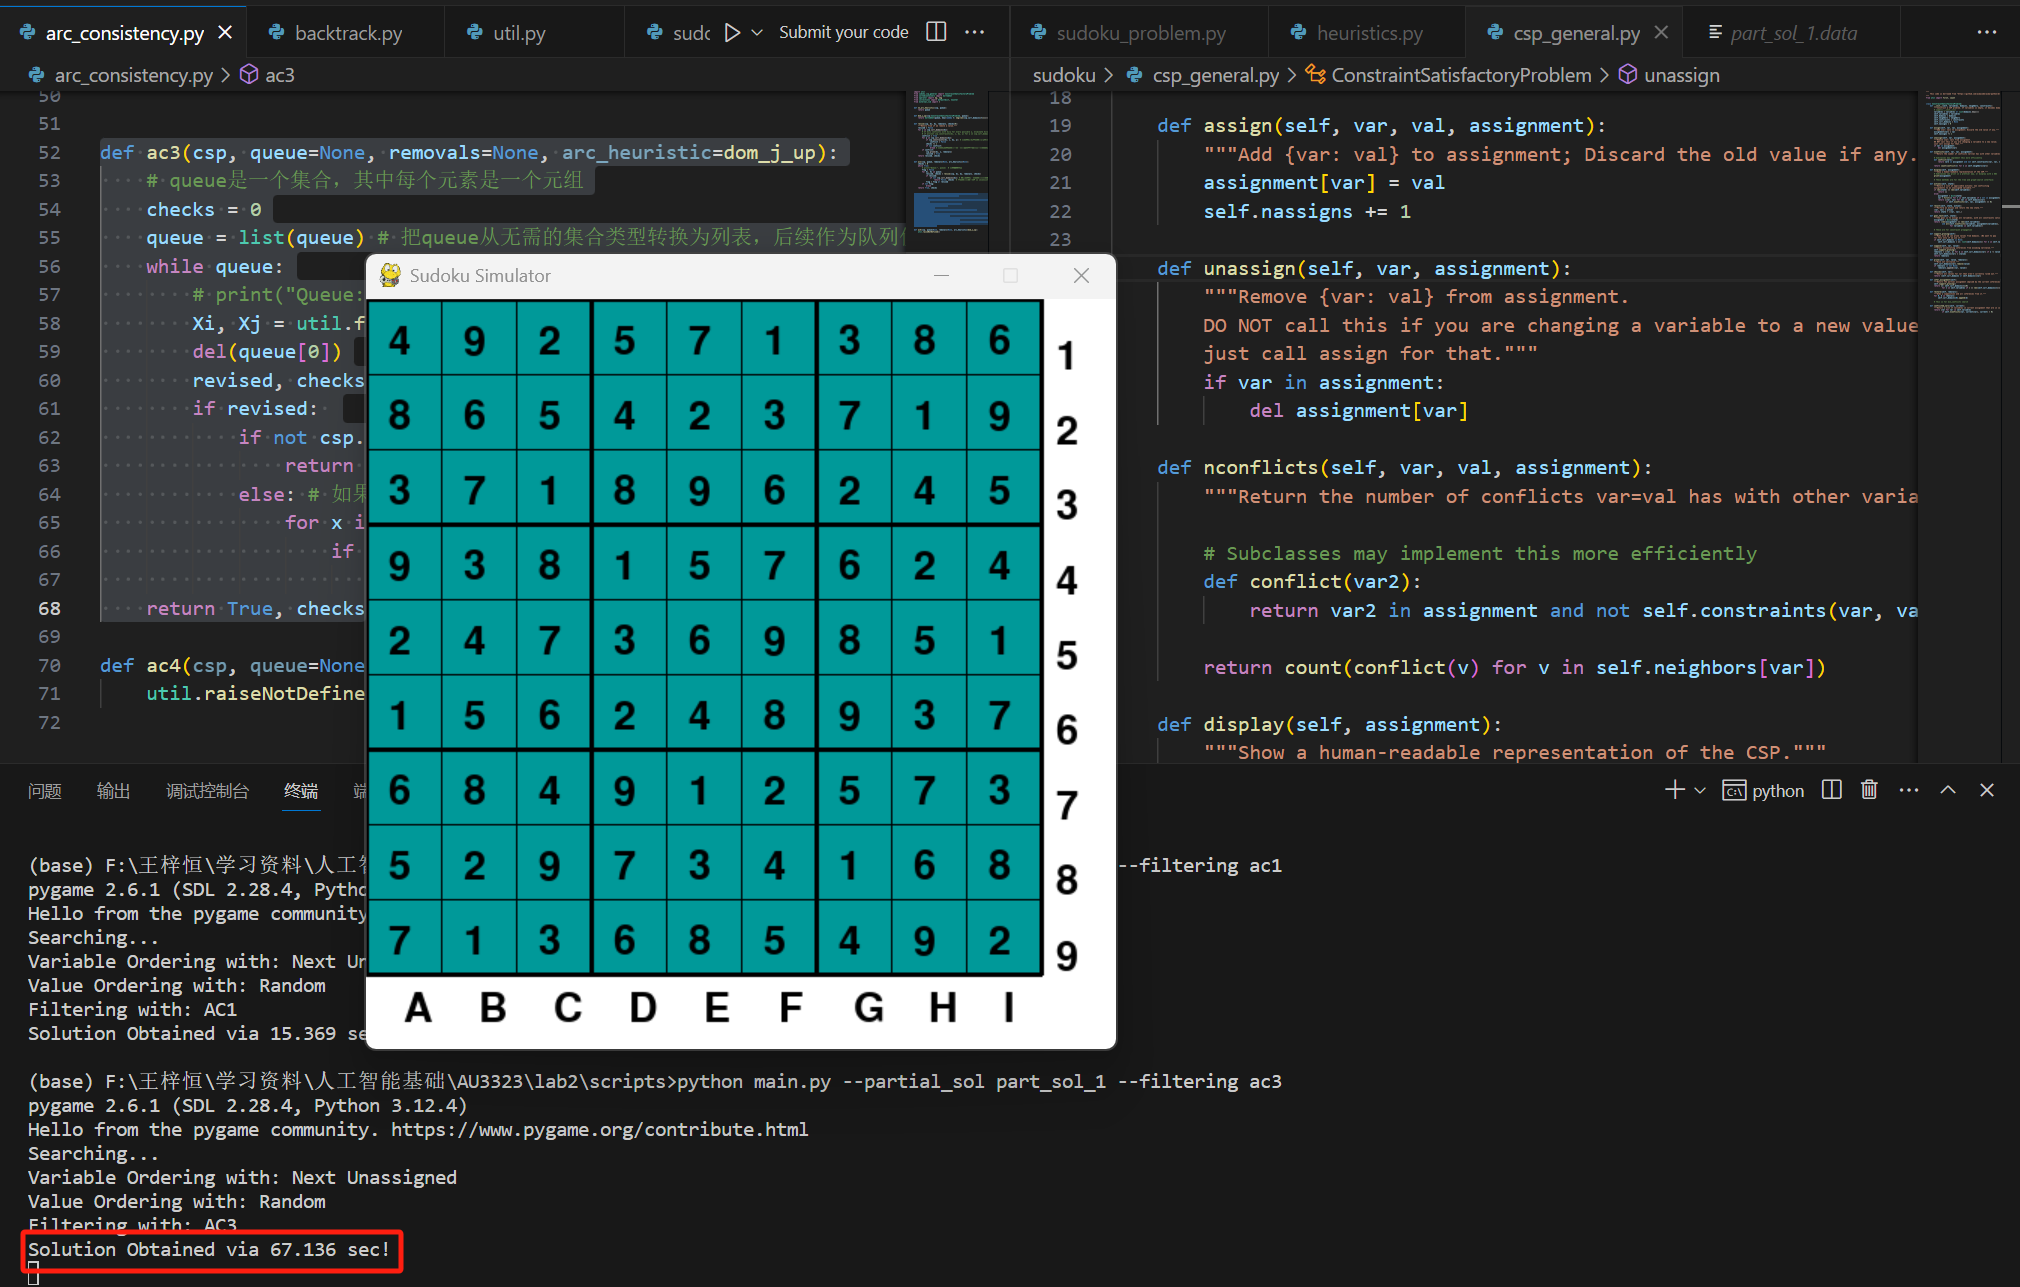 arc_consistency.py
backtrack.py
util.py
Submit your code
sudoku_problem.py
heuristics.py
csp_general.py
part_sol_1.data
arc_consistency.py > ac3
sudoku > csp_general.py > ConstraintSatisfactoryProblem > unassign
50
51
52 def ac3(csp, queue=None, removals=None, arc_heuristic=dom_j_up):
53 # queue是一个集合，其中每个元素是一个元组
54 checks = 0
55 queue = list(queue) # 把queue从无需的集合类型转换为列表，后续作为队列
56 while queue:
57 # print("Queue:
58 Xi, Xj = util.f
59 del(queue[0])
60 revised, checks
61 if revised:
62 if not csp.
63 return
64 else: # 如果
65 for x i
66 if
67
68 return True, checks
69
70 def ac4(csp, queue=None
71 util.raiseNotDefine
72
18
19 def assign(self, var, val, assignment):
20 """Add {var: val} to assignment; Discard the old value if any.
21 assignment[var] = val
22 self.nassigns += 1
23
def unassign(self, var, assignment):
"""Remove {var: val} from assignment.
DO NOT call this if you are changing a variable to a new value
just call assign for that."""
if var in assignment:
del assignment[var]
def nconflicts(self, var, val, assignment):
"""Return the number of conflicts var=val has with other varia
# Subclasses may implement this more efficiently
def conflict(var2):
return var2 in assignment and not self.constraints(var, va
return count(conflict(v) for v in self.neighbors[var])
def display(self, assignment):
"""Show a human-readable representation of the CSP."""
Sudoku Simulator
4 9 2 5 7 1 3 8 6 1
8 6 5 4 2 3 7 1 9 2
3 7 1 8 9 6 2 4 5 3
9 3 8 1 5 7 6 2 4 4
2 4 7 3 6 9 8 5 1 5
1 5 6 2 4 8 9 3 7 6
6 8 4 9 1 2 5 7 3 7
5 2 9 7 3 4 1 6 8 8
7 1 3 6 8 5 4 9 2 9
A B C D E F G H I
问题 输出 调试控制台 终端
python
(base) F:\王梓恒\学习资料\人工 --filtering ac1
pygame 2.6.1 (SDL 2.28.4, Pytho
Hello from the pygame community
Searching...
Variable Ordering with: Next Un
Value Ordering with: Random
Filtering with: AC1
Solution Obtained via 15.369 se
(base) F:\王梓恒\学习资料\人工智能基础\AU3323\lab2\scripts>python main.py --partial_sol part_sol_1 --filtering ac3
pygame 2.6.1 (SDL 2.28.4, Python 3.12.4)
Hello from the pygame community. https://www.pygame.org/contribute.html
Searching...
Variable Ordering with: Next Unassigned
Value Ordering with: Random
Filtering with: AC3
Solution Obtained via 67.136 sec!